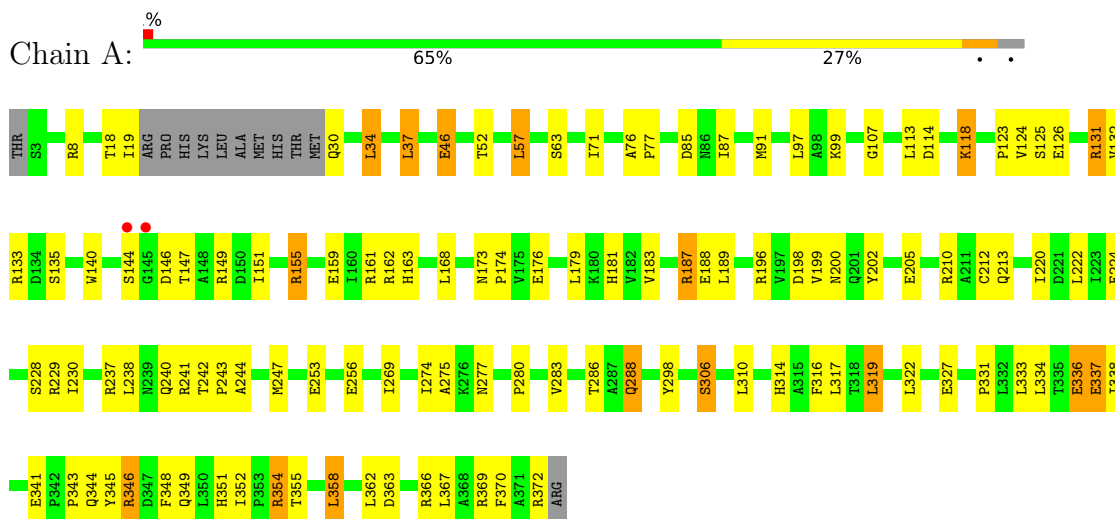 .%
Chain A:
65% 27% • •
THR S3 R8 T18 I19 ARG PRO HIS LYS LEU ALA MET HIS THR MET Q30 L34 L37 E46 T52 L57 S63 I71 A76 P77 D85 N86 I87 M91 L97 A98 K99 G107 L113 D114 K118 P123 V124 S125 E126 R131
R133 D134 S135 W140 S144 G145 D146 T147 A148 R149 D150 I151 R155 E159 I160 R161 R162 H163 L168 N173 P174 V175 E176 L179 K180 H181 V182 V183 R187 E188 L189 R196 V197 D198 V199 N200 Q201 Y202 E205 R210 A211 C212 Q213 I220 D221 L222 I223
S228 R229 I230 R237 L238 N239 Q240 R241 T242 P243 A244 M247 E253 E256 I269 I274 A275 K276 N277 P280 V283 T286 A287 Q288 Y298 S306 L310 H314 A315 F316 L317 T318 L319 L322 E327 P331 L332 L333 L334 T335 E336 E337
E341 P342 P343 Q344 Y345 R346 D347 F348 Q349 L350 H351 I352 P353 R354 T355 L358 L362 D363 R366 L367 A368 R369 F370 A371 R372 ARG